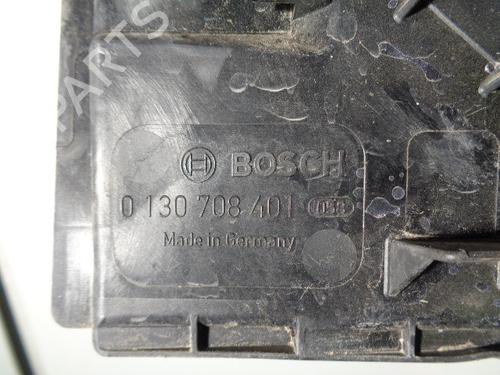 BOSCH
0 130 708 401
Made in Germany
PARTS